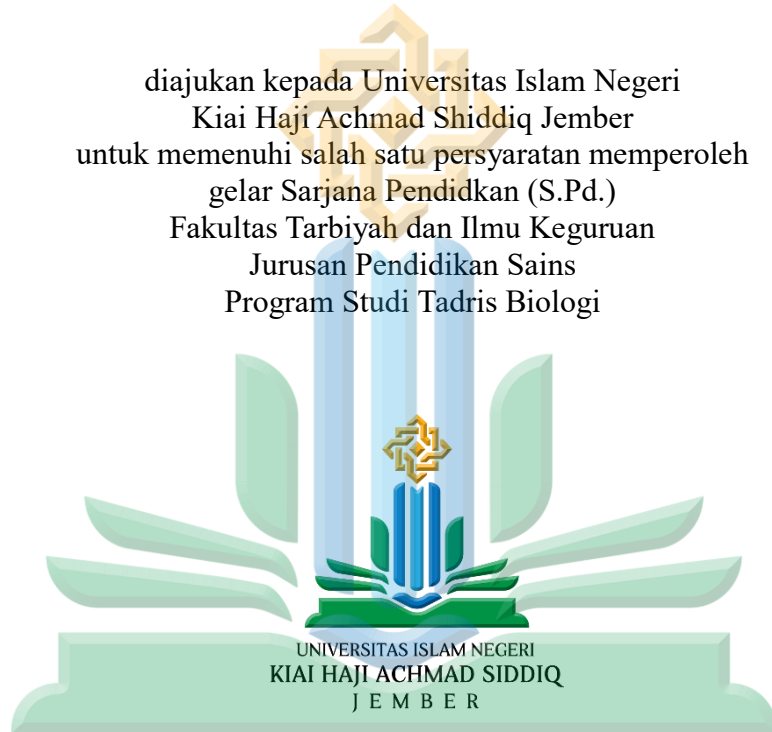 diajukan kepada Universitas Islam Negeri
Kiai Haji Achmad Shiddiq Jember
untuk memenuhi salah satu persyaratan memperoleh
gelar Sarjana Pendidkan (S.Pd.)
Fakultas Tarbiyah dan Ilmu Keguruan
Jurusan Pendidikan Sains
Program Studi Tadris Biologi
UNIVERSITAS ISLAM NEGERI
KIAI HAJI ACHMAD SIDDIQ
JEMBER